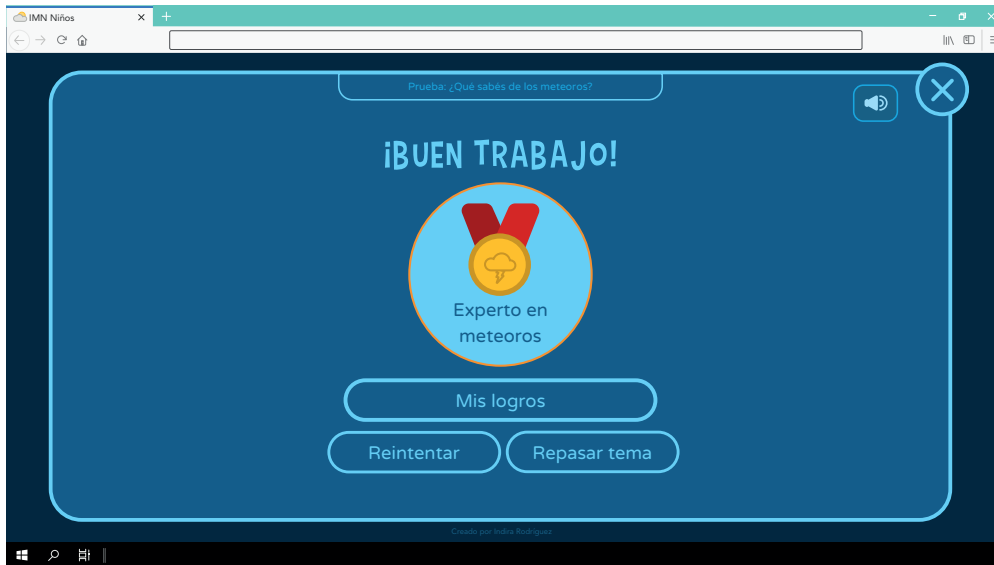 IMN Niños
Prueba: ¿Qué sabés de los meteoros?
¡BUEN TRABAJO!
Experto en
meteoros
Mis logros
Reintentar
Repasar tema
Creado por Indira Rodríguez